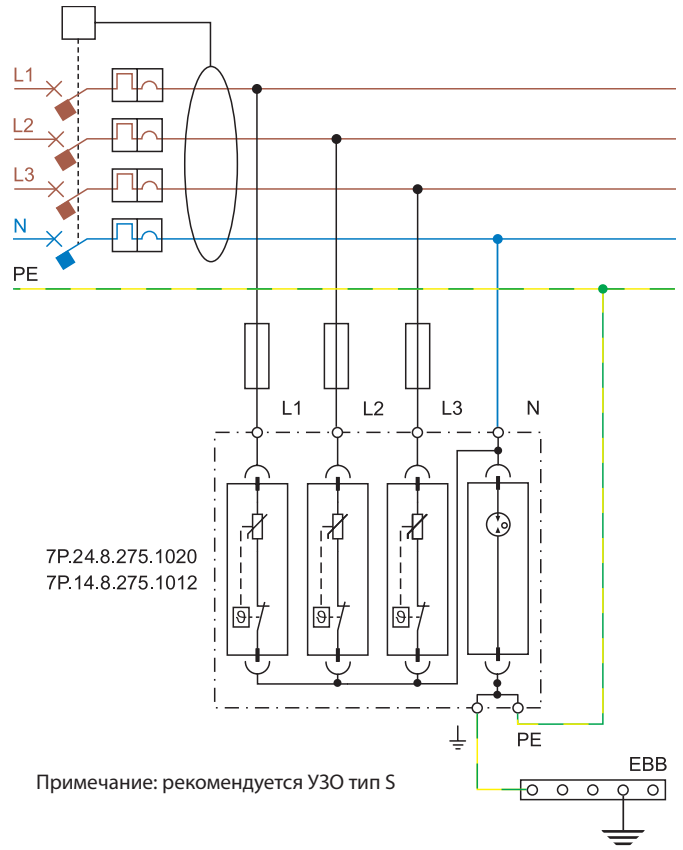 L1
L2
L3
N
PE
L1 L2 L3 N
7P.24.8.275.1020
7P.14.8.275.1012
ϑ ϑ ϑ
PE
EBB
Примечание: рекомендуется УЗО тип S